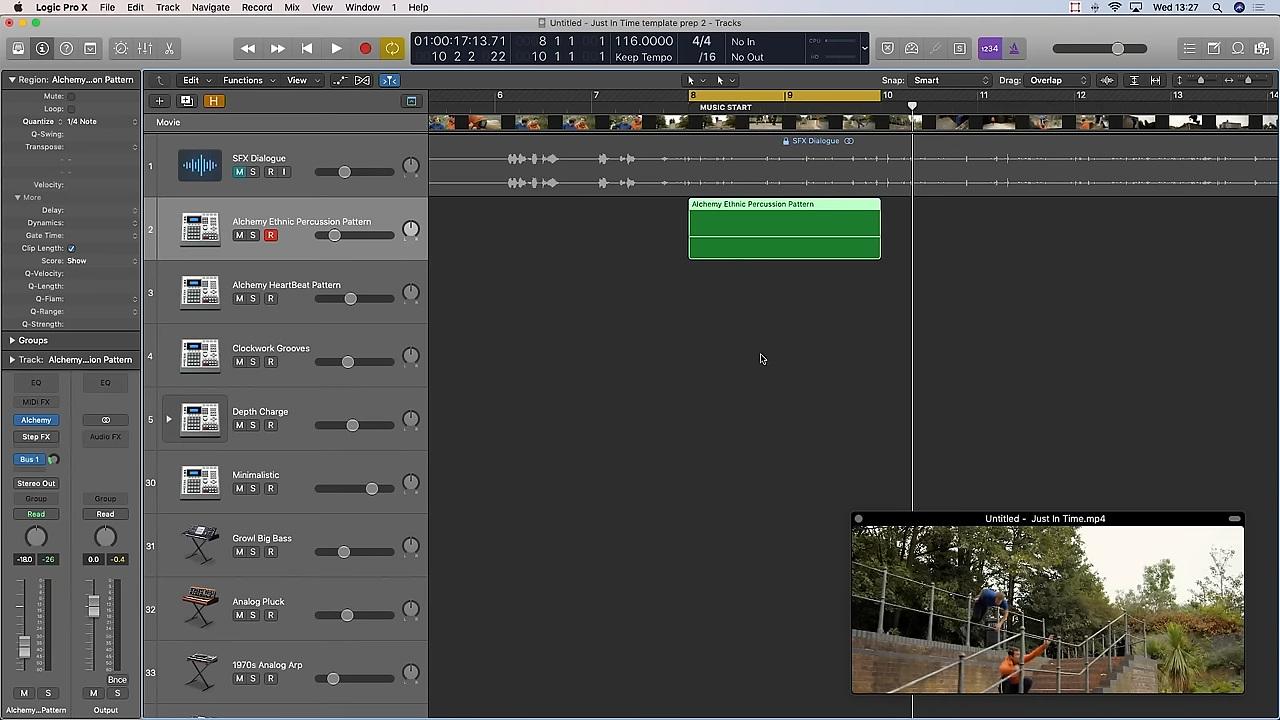 Logic Pro X File Edit Track Navigate Record Mix View Window 1 Help Wed 13:27
Untitled - Just In Time template prep 2 - Tracks
01:00:17:13.71 8 1 1 1 116.0000 4/4 No In CPU
10 2 2 22 10 1 1 1 Keep Tempo /16 No Out HD
1234
Region: Alchemy...on Pattern
Edit Functions View Snap: Smart Drag: Overlap
Mute:
Loop:
Quantize 1/4 Note
Q-Swing:
Transpose:
Velocity:
More
Delay:
Dynamics:
Gate Time:
Clip Length:
Score: Show
Q-Velocity:
Q-Length:
Q-Flam:
Q-Range:
Q-Strength:
Groups
Track: Alchemy...ion Pattern
EQ EQ
MIDI FX
Alchemy
Step FX Audio FX
Bus 1
Stereo Out
Group Group
Read Read
-18.0 -26 0.0 -0.4
Bnce
M S M S
Alchemy...Pattern Output
H
6 7 8 9 10 11 12 13 14
MUSIC START
Movie
1 SFX Dialogue
M S R I
SFX Dialogue
2 Alchemy Ethnic Percussion Pattern
M S R
Alchemy Ethnic Percussion Pattern
3 Alchemy HeartBeat Pattern
M S R
4 Clockwork Grooves
M S R
5 Depth Charge
M S R
30 Minimalistic
M S R
31 Growl Big Bass
M S R
32 Analog Pluck
M S R
33 1970s Analog Arp
M S R
Untitled - Just In Time.mp4